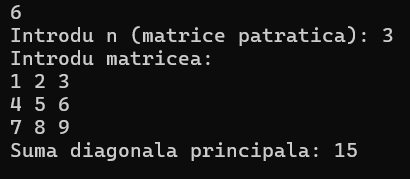 6
Introdu n (matrice patratica): 3
Introdu matricea:
1 2 3
4 5 6
7 8 9
Suma diagonala principala: 15